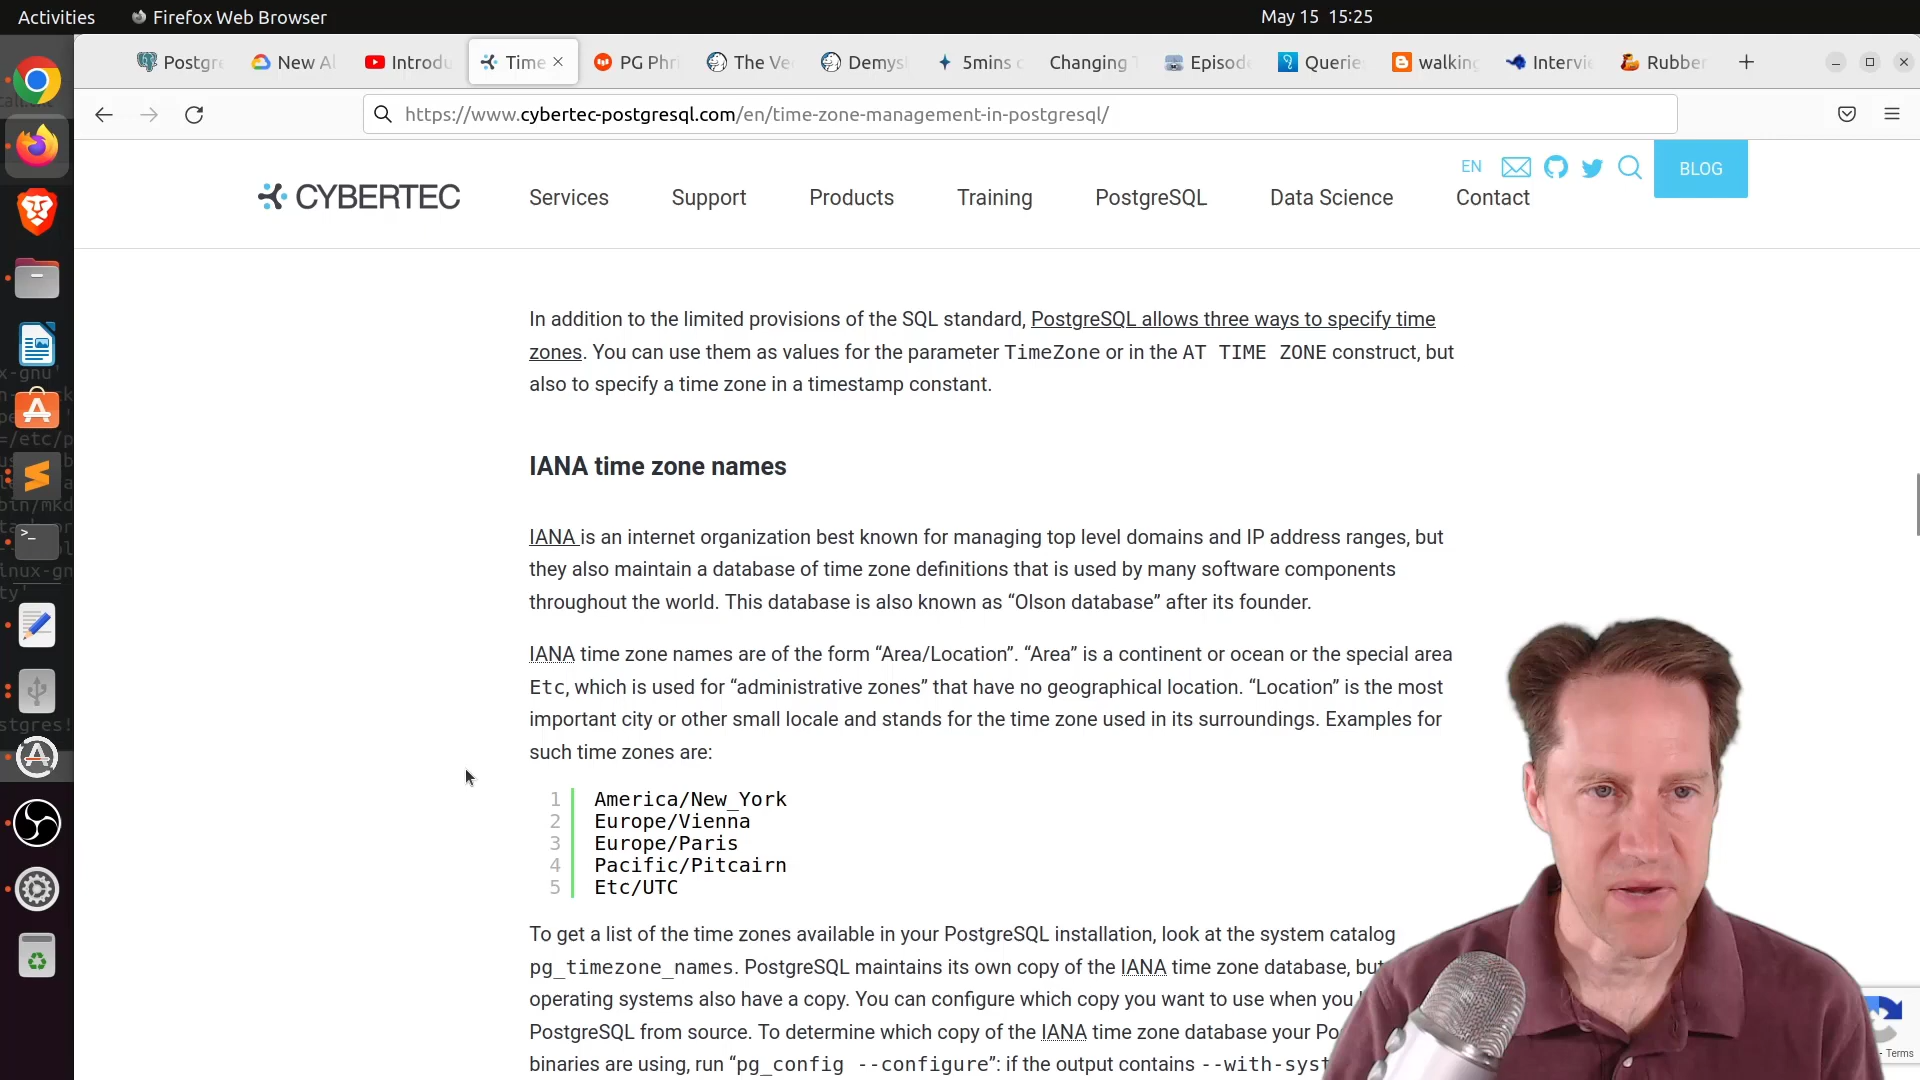 Activities
Firefox Web Browser
May 15 15:25
Postgre
New Al
Introdu
Time
PG Phri
The Ve
Demys
5mins
Changing
Episode
Querie
walking
Intervie
Rubber
https://www.cybertec-postgresql.com/en/time-zone-management-in-postgresql/
EN
BLOG
CYBERTEC
Services
Support
Products
Training
PostgreSQL
Data Science
Contact
In addition to the limited provisions of the SQL standard, PostgreSQL allows three ways to specify time
zones. You can use them as values for the parameter TimeZone or in the AT TIME ZONE construct, but
also to specify a time zone in a timestamp constant.
IANA time zone names
IANA is an internet organization best known for managing top level domains and IP address ranges, but
they also maintain a database of time zone definitions that is used by many software components
throughout the world. This database is also known as “Olson database” after its founder.
IANA time zone names are of the form “Area/Location”. “Area” is a continent or ocean or the special area
Etc, which is used for “administrative zones” that have no geographical location. “Location” is the most
important city or other small locale and stands for the time zone used in its surroundings. Examples for
such time zones are:
1 America/New_York
2 Europe/Vienna
3 Europe/Paris
4 Pacific/Pitcairn
5 Etc/UTC
To get a list of the time zones available in your PostgreSQL installation, look at the system catalog
pg_timezone_names. PostgreSQL maintains its own copy of the IANA time zone database, but
operating systems also have a copy. You can configure which copy you want to use when you
PostgreSQL from source. To determine which copy of the IANA time zone database your Po
binaries are using, run “pg_config --configure”: if the output contains --with-syst
- Terms